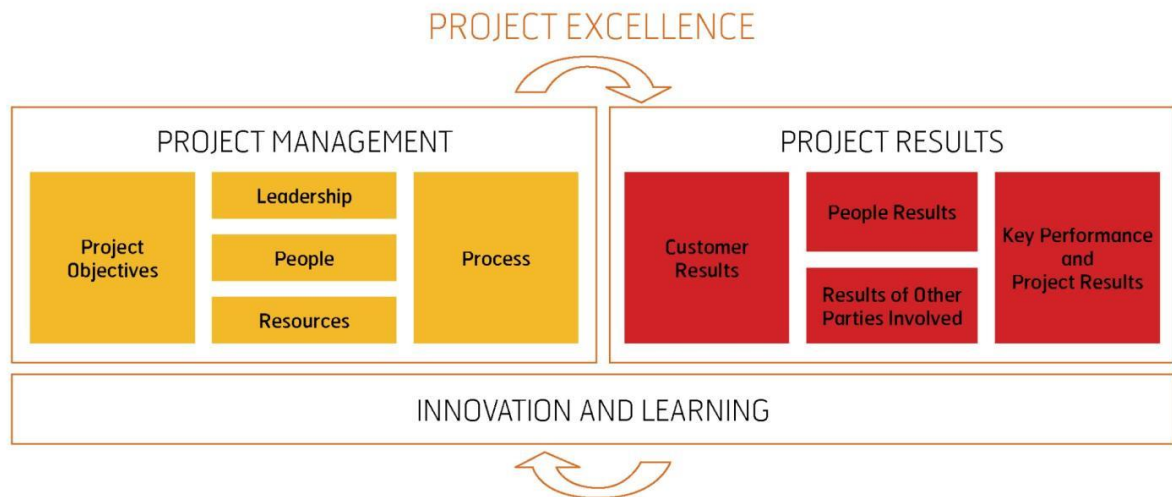 PROJECT EXCELLENCE
PROJECT MANAGEMENT
Project
Objectives
Leadership
People
Resources
Process
PROJECT RESULTS
Customer
Results
People Results
Results of Other
Parties Involved
Key Performance
and
Project Results
INNOVATION AND LEARNING